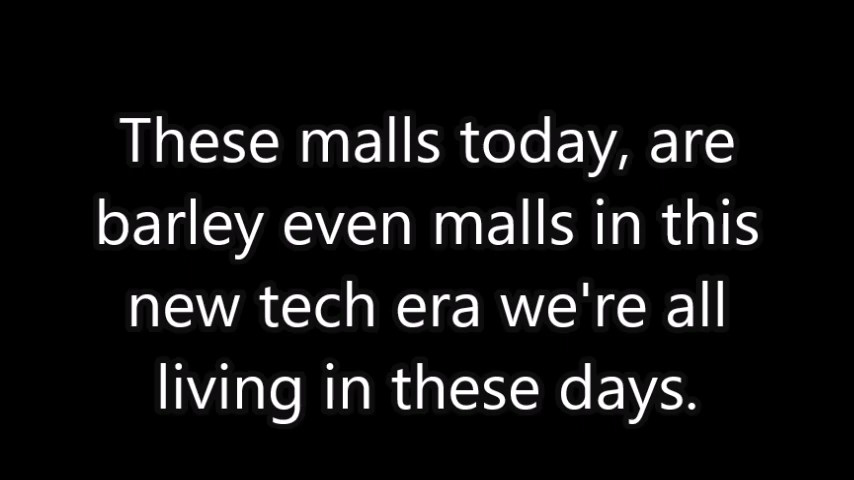 These malls today, are
barley even malls in this
new tech era we're all
living in these days.